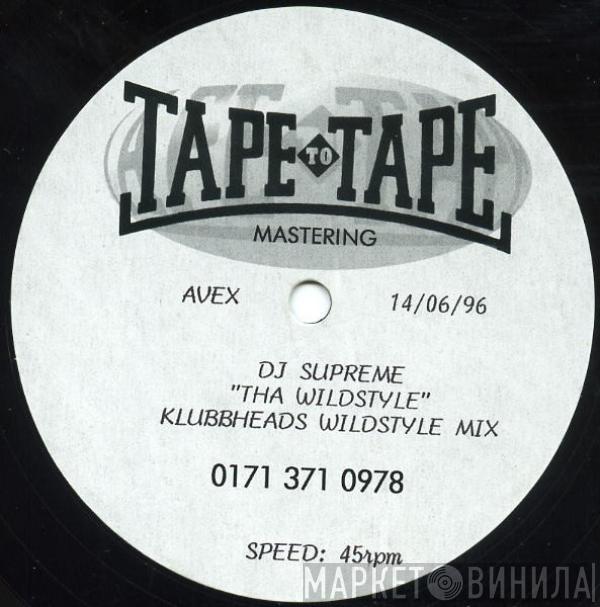 TAPE TO TAPE
MASTERING
AVEX 14/06/96
DJ SUPREME
"THA WILDSTYLE"
KLUBBHEADS WILDSTYLE MIX
0171 371 0978
SPEED: 45rpm
МАРКЕТ ВИНИЛА